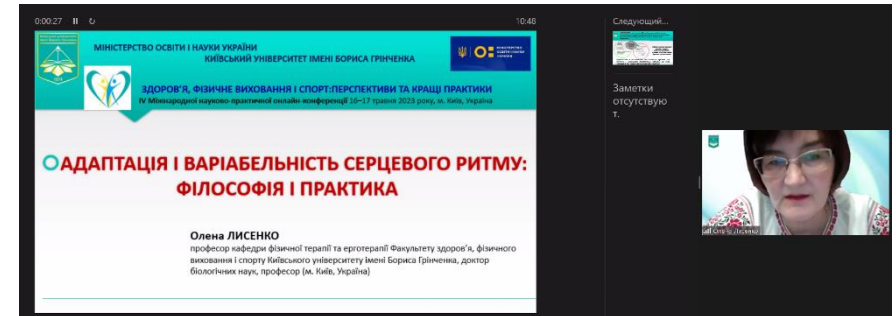 0:00:27
10:48
Следующий...
МІНІСТЕРСТВО ОСВІТИ І НАУКИ УКРАЇНИ
КИЇВСЬКИЙ УНІВЕРСИТЕТ ІМЕНІ БОРИСА ГРІНЧЕНКА
ЗДОРОВ'Я, ФІЗИЧНЕ ВИХОВАННЯ І СПОРТ:ПЕРСПЕКТИВИ ТА КРАЩІ ПРАКТИКИ
IV Міжнародної науково-практичної онлайн-конференції 16–17 травня 2023 року, м. Київ, Україна
Заметки
отсутствую
т.
АДАПТАЦІЯ І ВАРІАБЕЛЬНІСТЬ СЕРЦЕВОГО РИТМУ:
ФІЛОСОФІЯ І ПРАКТИКА
Олена ЛИСЕНКО
професор кафедри фізичної терапії та ерготерапії Факультету здоров'я, фізичного
виховання і спорту Київського університету імені Бориса Грінченка, доктор
біологічних наук, професор (м. Київ, Україна)
Лисенко